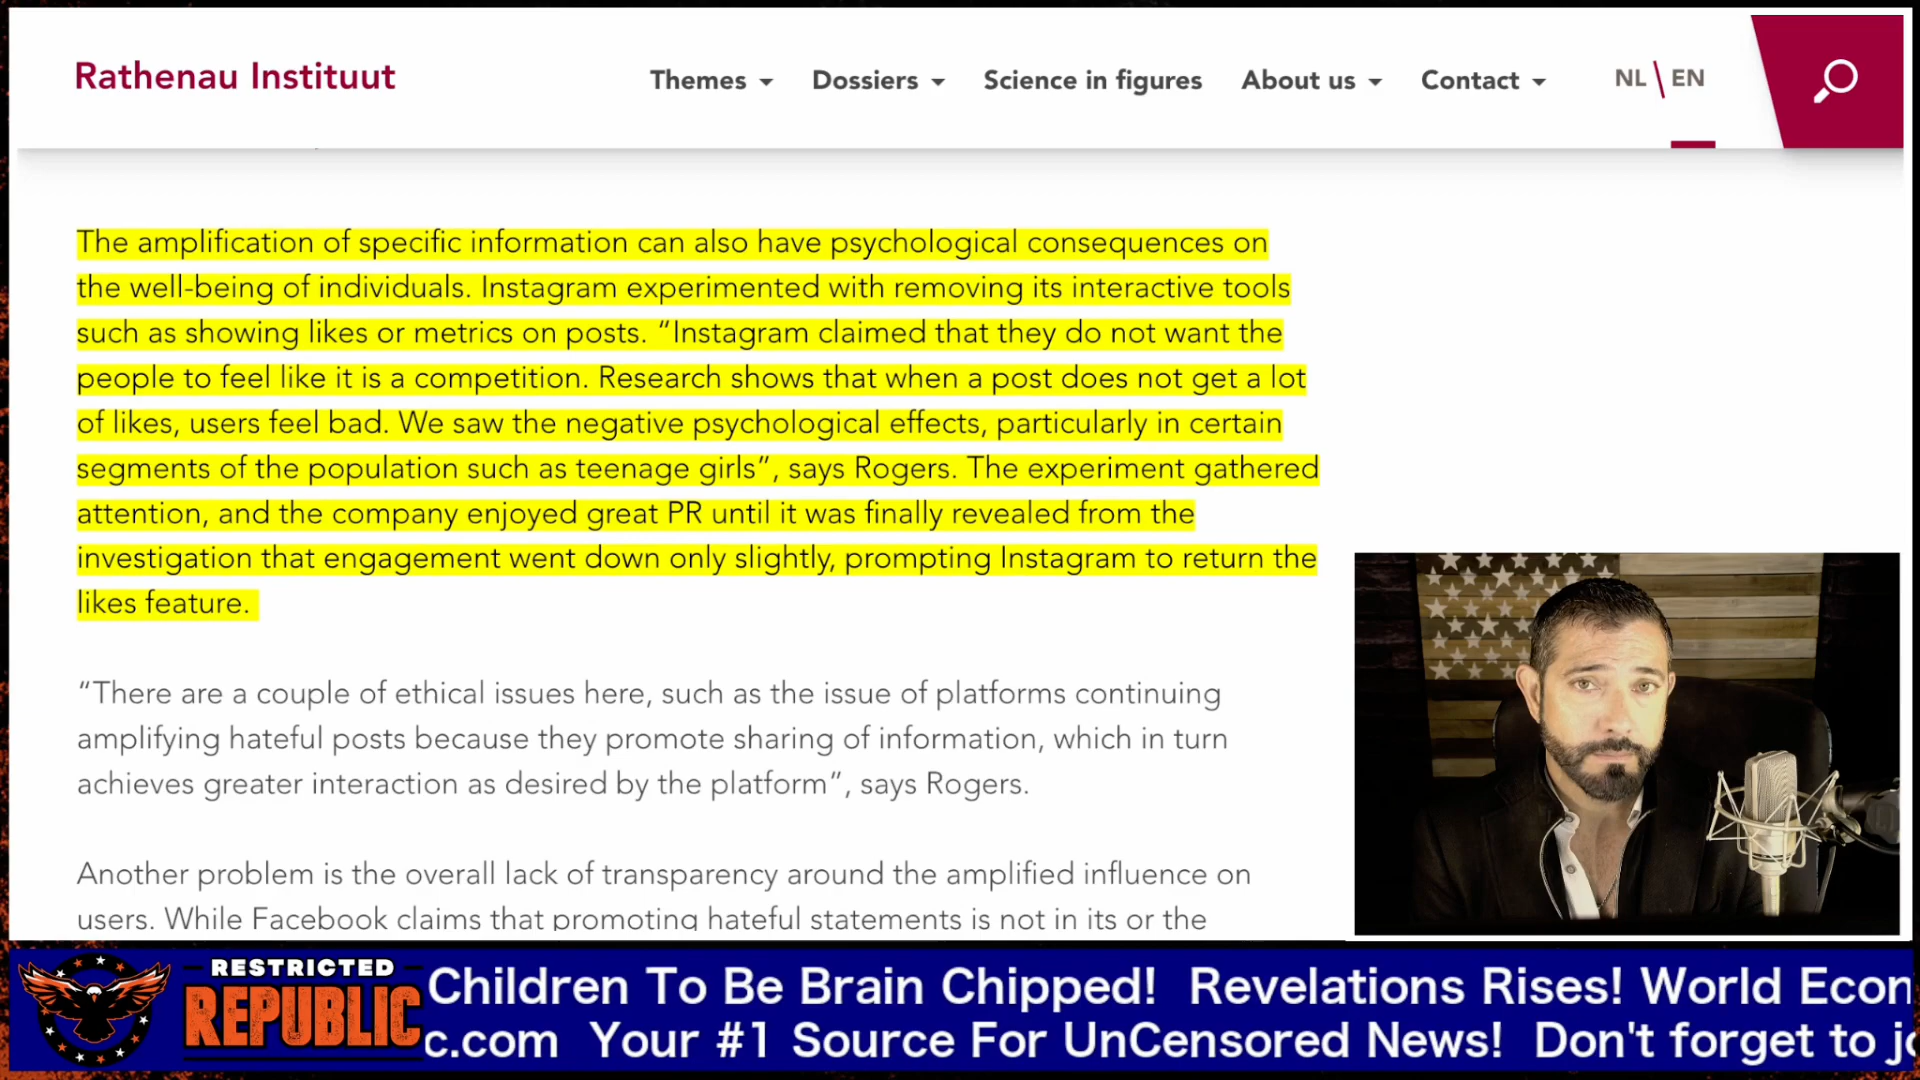 Rathenau Instituut
Themes Dossiers Science in figures About us Contact NL EN
The amplification of specific information can also have psychological consequences on
the well-being of individuals. Instagram experimented with removing its interactive tools
such as showing likes or metrics on posts. “Instagram claimed that they do not want the
people to feel like it is a competition. Research shows that when a post does not get a lot
of likes, users feel bad. We saw the negative psychological effects, particularly in certain
segments of the population such as teenage girls”, says Rogers. The experiment gathered
attention, and the company enjoyed great PR until it was finally revealed from the
investigation that engagement went down only slightly, prompting Instagram to return the
likes feature.
“There are a couple of ethical issues here, such as the issue of platforms continuing
amplifying hateful posts because they promote sharing of information, which in turn
achieves greater interaction as desired by the platform”, says Rogers.
Another problem is the overall lack of transparency around the amplified influence on
users. While Facebook claims that promoting hateful statements is not in its or the
RESTRICTED
REPUBLIC
Children To Be Brain Chipped! Revelations Rises! World Econ
c.com Your #1 Source For UnCensored News! Don't forget to jo